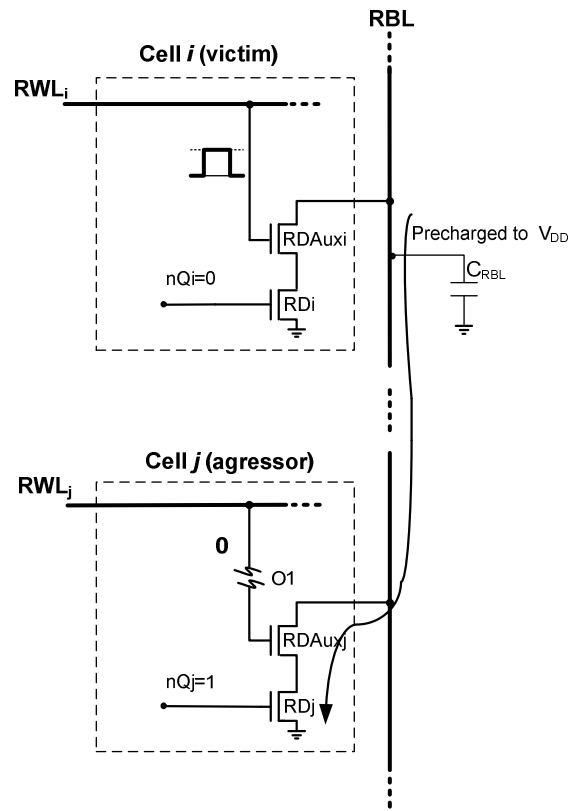 RBL
Cell i (victim)
RWLi
RDAuxi
Precharged to VDD
CRBL
nQi=0
RDi
Cell j (agressor)
RWLj
0
O1
RDAuxj
nQj=1
RDj